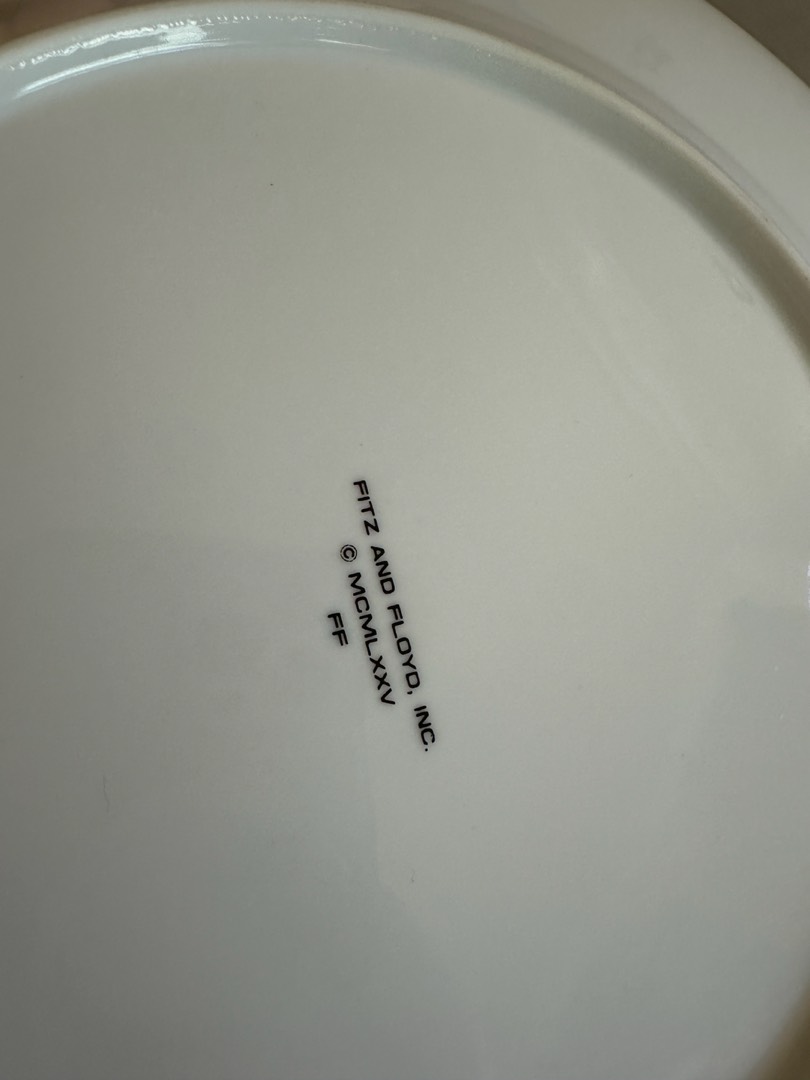 FITZ AND FLOYD, INC.
© MCMLXXV
FF